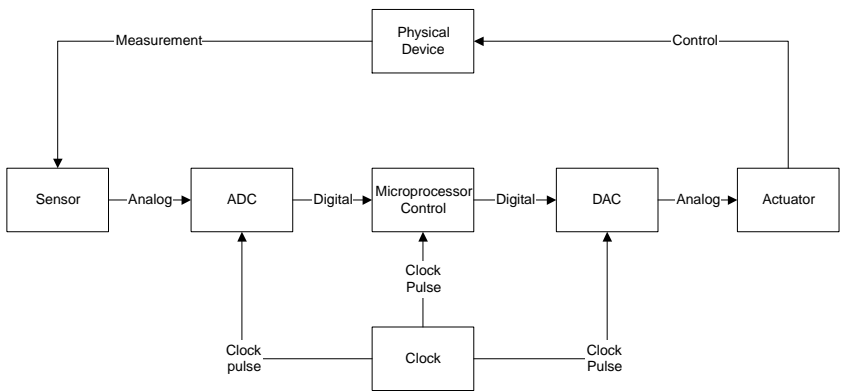 Physical
Device
Measurement
Control
Sensor
Analog
ADC
Digital
Microprocessor
Control
Digital
DAC
Analog
Actuator
Clock
Pulse
Clock
pulse
Clock
Clock
Pulse